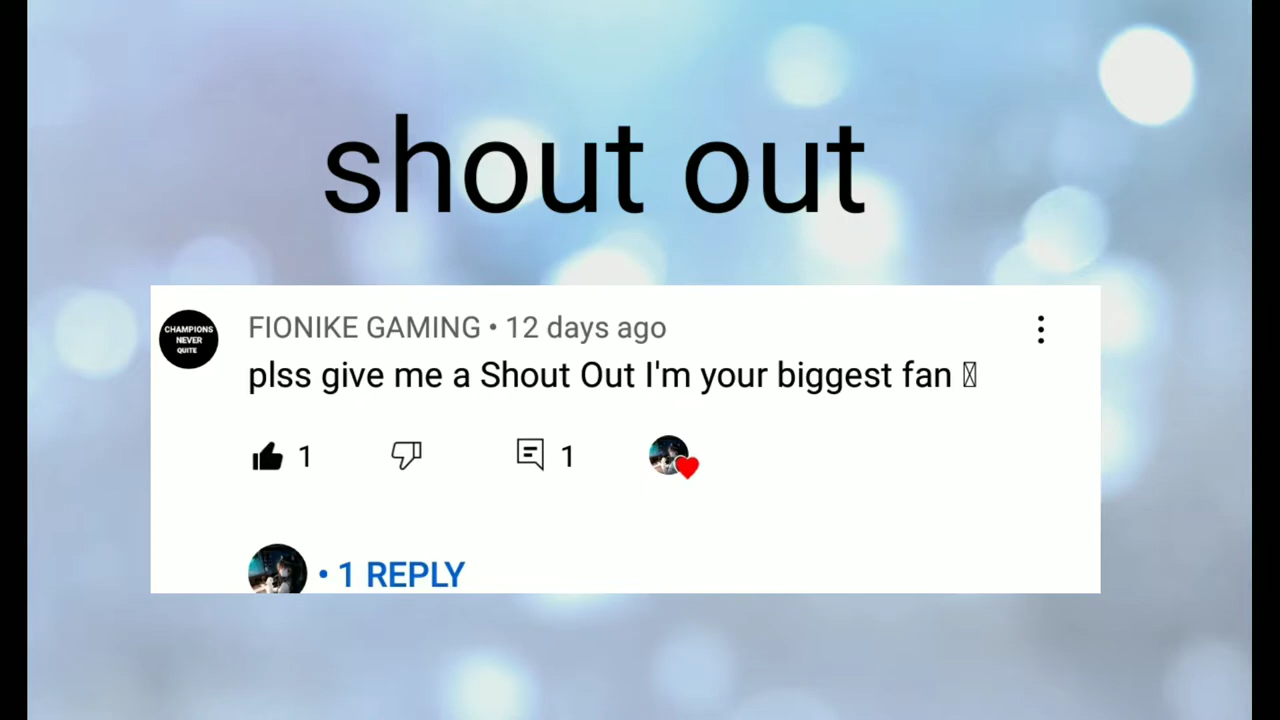 shout out
CHAMPIONS
NEVER
QUITE
FIONIKE GAMING • 12 days ago
plss give me a Shout Out I'm your biggest fan
1
1
• 1 REPLY